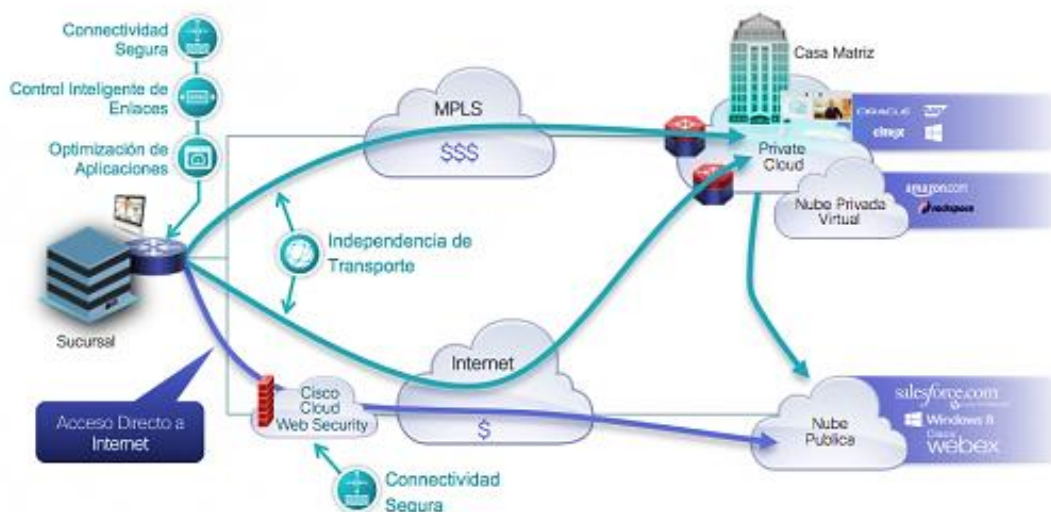 Connectividad
Segura
Control Inteligente de
Enlaces
Optimización de
Aplicaciones
MPLS
$$$
Casa Matriz
ORACLE
SAP
citrix
Private
Cloud
Nube Privada
Virtual
amazon.com
rackspace
Independencia de
Transporte
Sucursal
Internet
$
Acceso Directo a
Internet
Cisco
Cloud
Web Security
Nube
Publica
salesforce.com
Windows 8
Cisco
webex
Connectividad
Segura